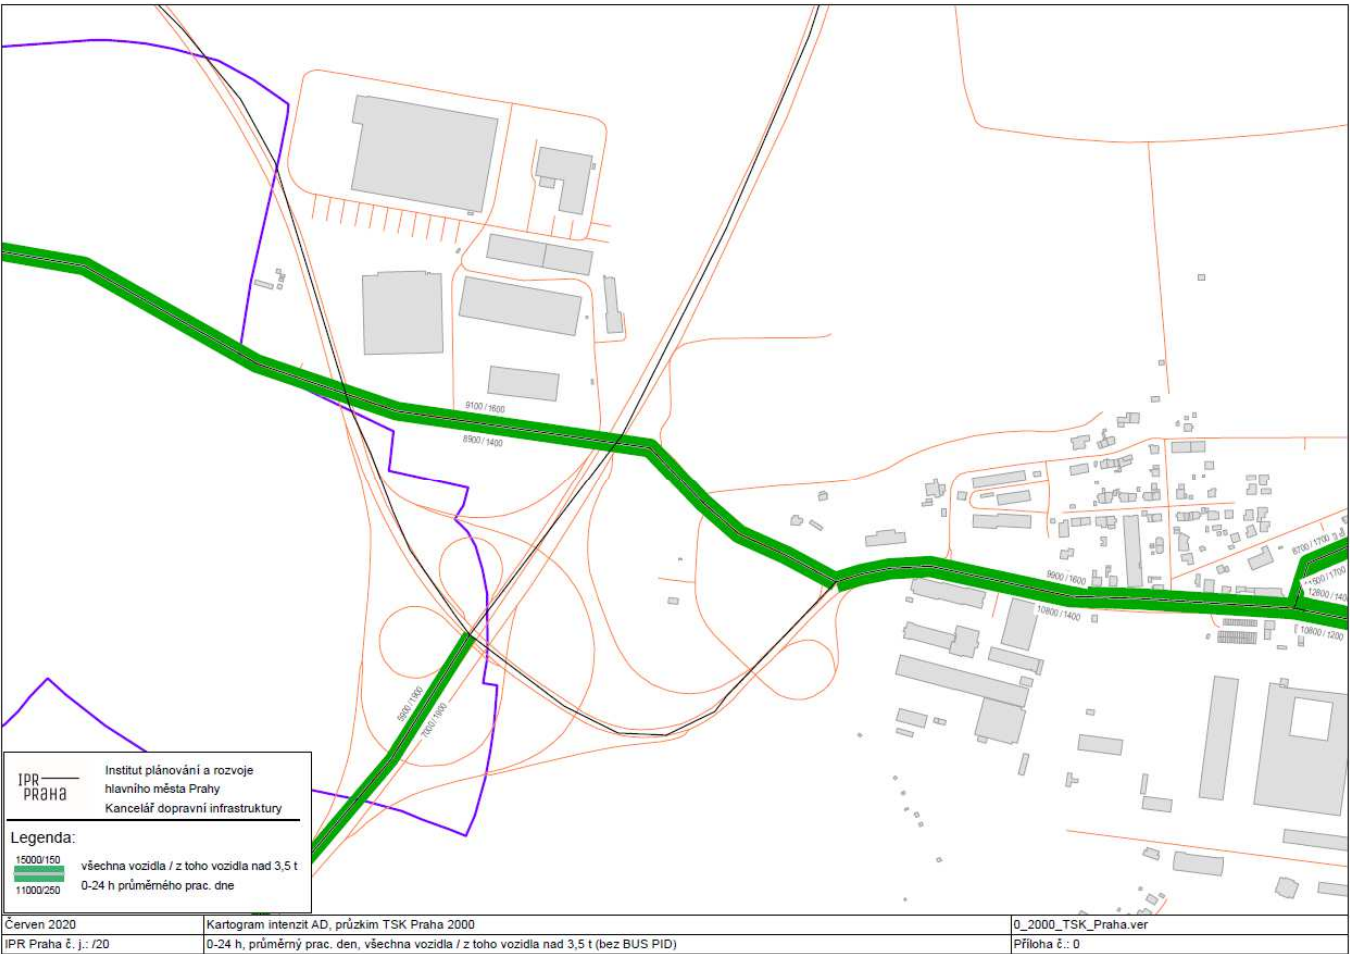 9100 / 1600
8900 / 1400
9900 / 1600
10800 / 1400
8700 / 1700
11500 / 1700
12800 / 140
10800 / 1200
5900 / 1900
7000 / 1900
IPR
PRAHA
Institut plánování a rozvoje
hlavního města Prahy
Kancelář dopravní infrastruktury
Legenda:
15000/150
11000/250
všechna vozidla / z toho vozidla nad 3,5 t
0-24 h průměrného prac. dne
Červen 2020
Kartogram intenzit AD, průzkim TSK Praha 2000
0_2000_TSK_Praha.ver
IPR Praha č. j.: /20
0-24 h, průměrný prac. den, všechna vozidla / z toho vozidla nad 3,5 t (bez BUS PID)
Příloha č.: 0